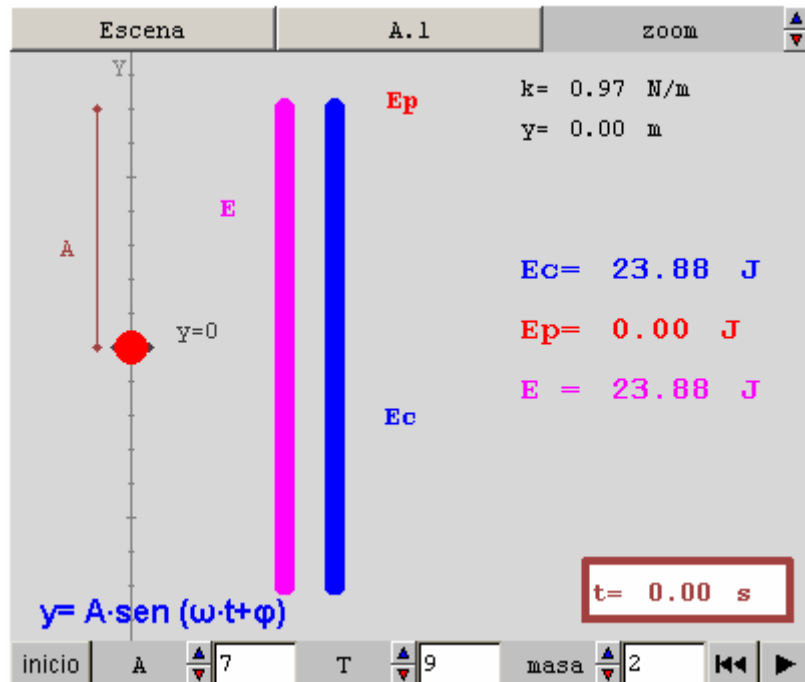 Escena A.1 zoom
Y
Ep
k= 0.97 N/m
y= 0.00 m
E
A
Ec= 23.88 J
y=0
Ep= 0.00 J
E = 23.88 J
Ec
t= 0.00 s
y= A·sen (ω·t+φ)
inicio A 7 T 9 masa 2